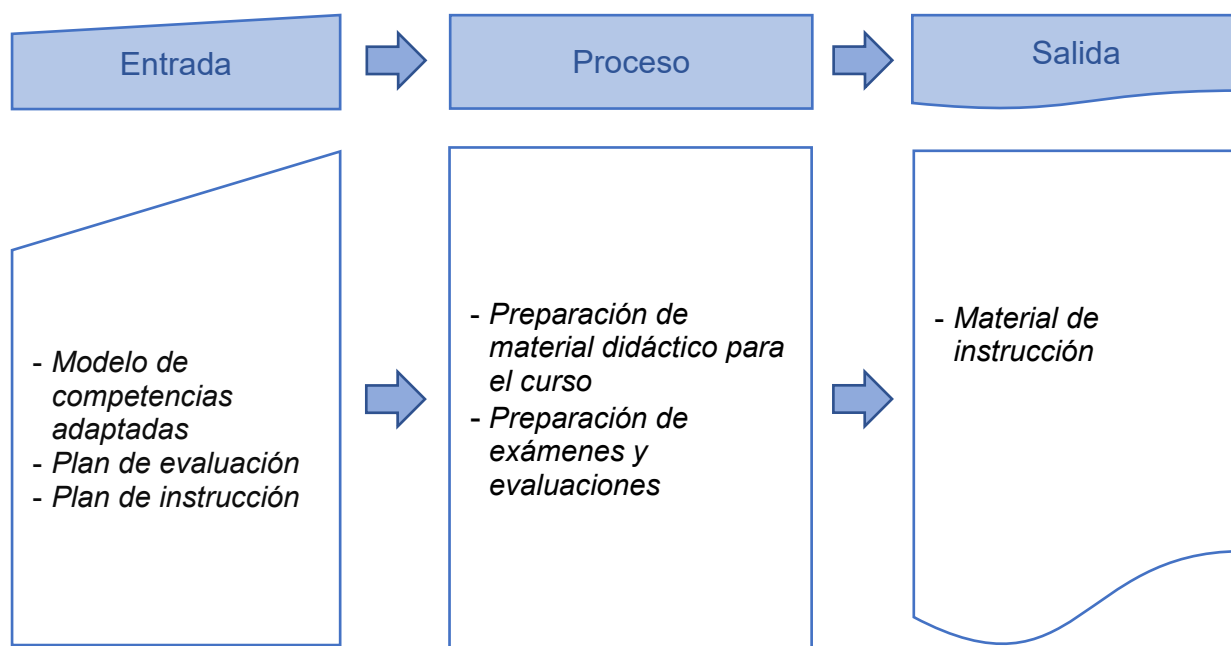 Entrada
Proceso
Salida
- Modelo de
competencias
adaptadas
- Plan de evaluación
- Plan de instrucción
- Preparación de
material didáctico para
el curso
- Preparación de
exámenes y
evaluaciones
- Material de
instrucción